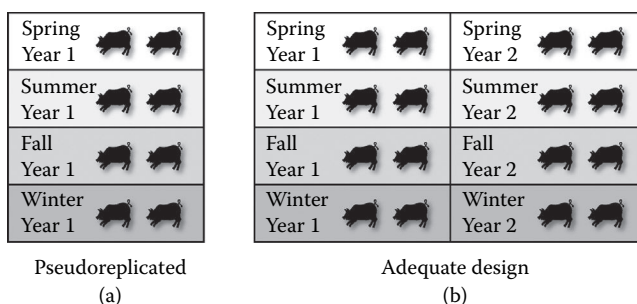 Spring
Year 1
Summer
Year 1
Fall
Year 1
Winter
Year 1
Pseudoreplicated
(a)
Spring
Year 1
Spring
Year 2
Summer
Year 1
Summer
Year 2
Fall
Year 1
Fall
Year 2
Winter
Year 1
Winter
Year 2
Adequate design
(b)